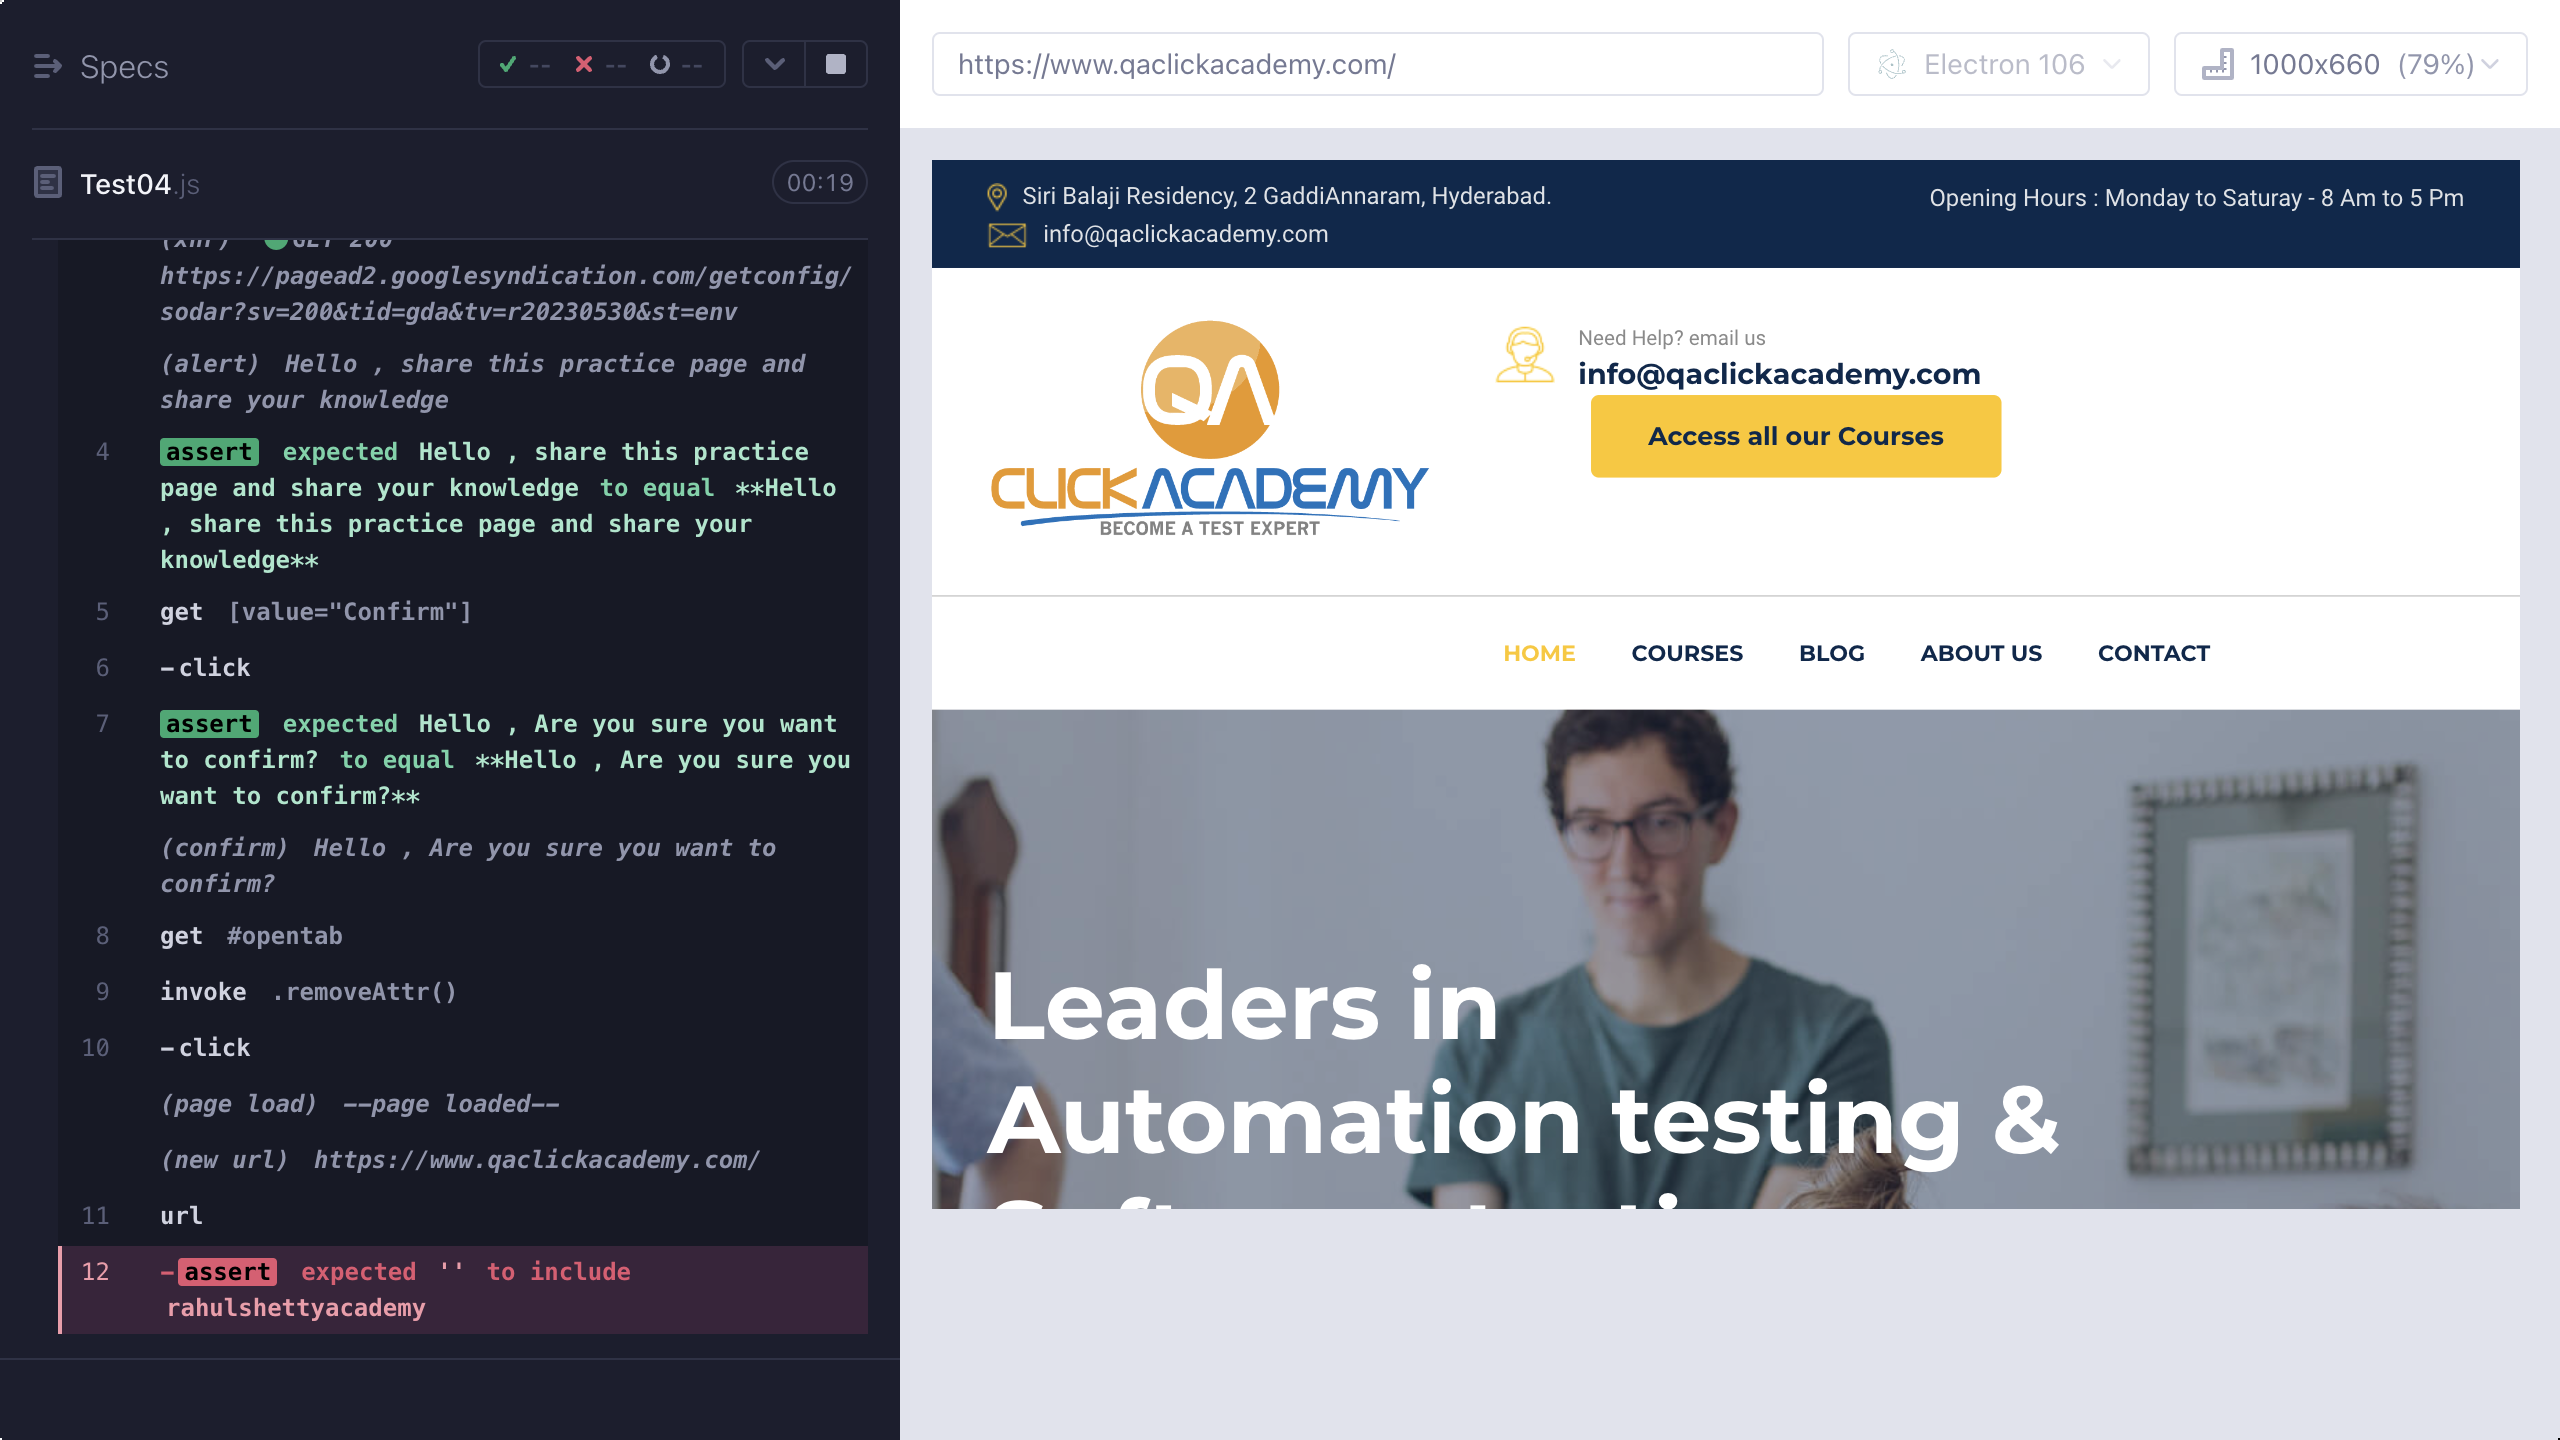 Specs
-- -- --
Test04.js
00:19
(xhr) GET 200
https://pagead2.googlesyndication.com/getconfig/
sodar?sv=200&tid=gda&tv=r20230530&st=env
(alert) Hello , share this practice page and
share your knowledge
4 assert expected Hello , share this practice
page and share your knowledge to equal **Hello
, share this practice page and share your
knowledge**
5 get [value="Confirm"]
6 -click
7 assert expected Hello , Are you sure you want
to confirm? to equal **Hello , Are you sure you
want to confirm?**
(confirm) Hello , Are you sure you want to
confirm?
8 get #opentab
9 invoke .removeAttr()
10 -click
(page load) --page loaded--
(new url) https://www.qaclickacademy.com/
11 url
12 -assert expected '' to include
rahulshettyacademy
https://www.qaclickacademy.com/
Electron 106
1000x660 (79%)
Siri Balaji Residency, 2 GaddiAnnaram, Hyderabad.
info@qaclickacademy.com
Opening Hours : Monday to Saturay - 8 Am to 5 Pm
QA
CLICKACADEMY
BECOME A TEST EXPERT
Need Help? email us
info@qaclickacademy.com
Access all our Courses
HOME COURSES BLOG ABOUT US CONTACT
Leaders in
Automation testing &